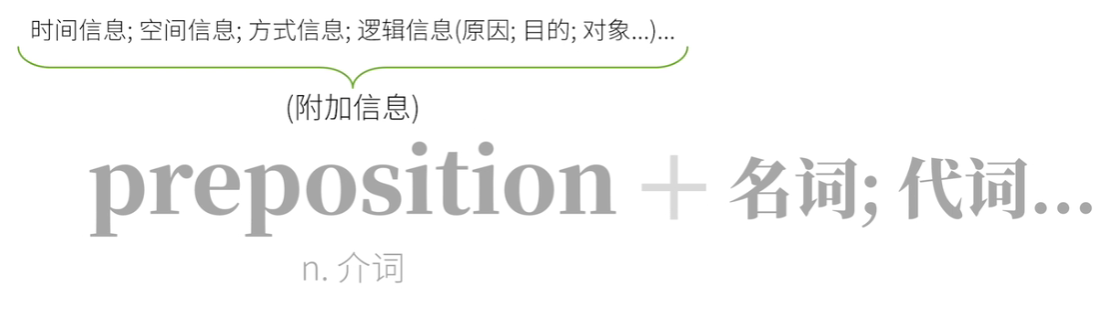 时间信息; 空间信息; 方式信息; 逻辑信息(原因; 目的; 对象...)...
(附加信息)
preposition + 名词; 代词...
n. 介词